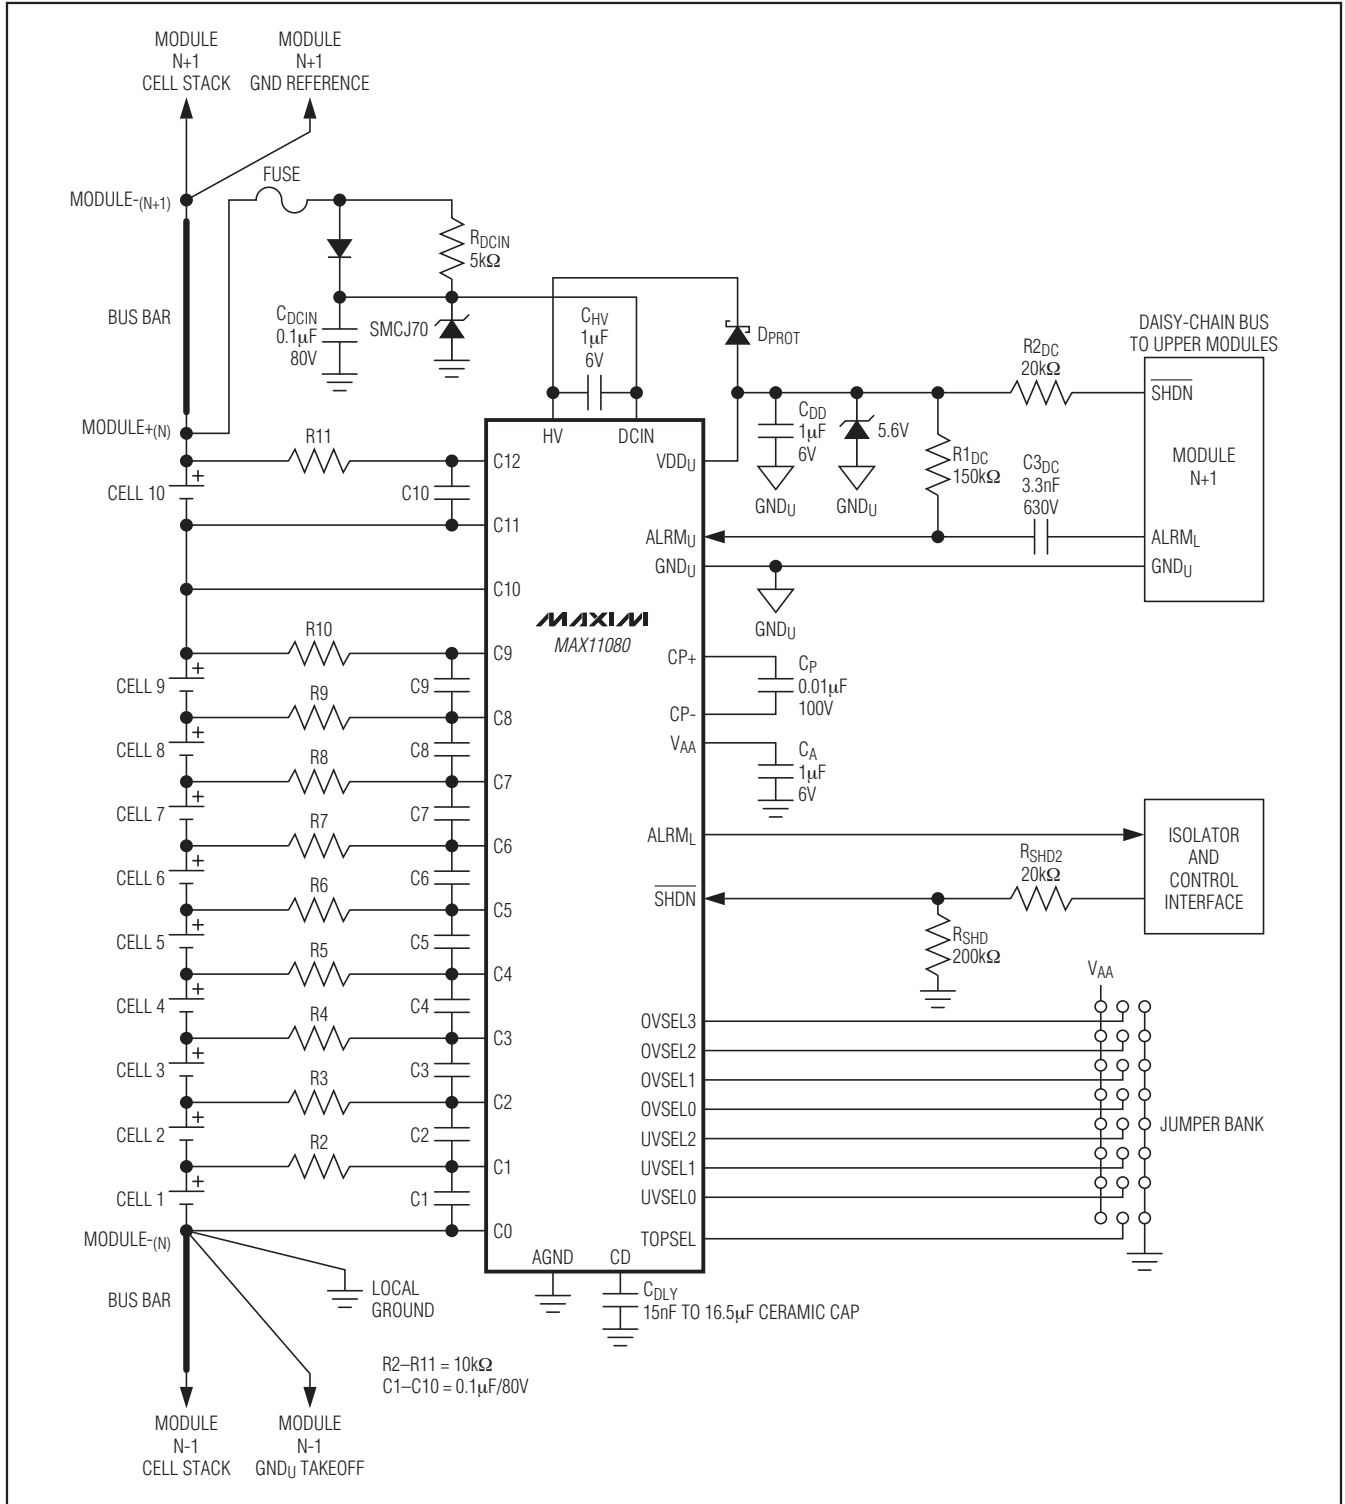 MODULE
N+1
CELL STACK
MODULE
N+1
GND REFERENCE
FUSE
MODULE-(N+1)
RDCIN
5kΩ
BUS BAR
CDCIN
0.1μF
80V
SMCJ70
CHV
1μF
6V
DPROT
DAISY-CHAIN BUS
TO UPPER MODULES
R2DC
20kΩ
SHDN
MODULE
N+1
ALRML
GNDU
CDD
1μF
6V
GNDU
5.6V
GNDU
R1DC
150kΩ
C3DC
3.3nF
630V
MODULE+(N)
HV
DCIN
R11
C12
VDDU
CELL 10
+
C10
C11
ALRMU
GNDU
C10
GNDU
MAXIM
MAX11080
R10
C9
CP+
CP
0.01μF
100V
CELL 9
+
C9
R9
C8
CP-
VAA
CA
1μF
6V
CELL 8
+
C8
R8
C7
CELL 7
+
C7
R7
C6
ALRML
ISOLATOR
AND
CONTROL
INTERFACE
CELL 6
+
C6
R6
C5
SHDN
RSHD2
20kΩ
RSHD
200kΩ
CELL 5
+
C5
R5
C4
VAA
CELL 4
+
C4
R4
C3
OVSEL3
OVSEL2
OVSEL1
OVSEL0
UVSEL2
UVSEL1
UVSEL0
TOPSEL
JUMPER BANK
CELL 3
+
C3
R3
C2
CELL 2
+
C2
R2
C1
CELL 1
+
C1
C0
MODULE-(N)
AGND
CD
BUS BAR
LOCAL
GROUND
CDLY
15nF TO 16.5μF CERAMIC CAP
R2–R11 = 10kΩ
C1–C10 = 0.1μF/80V
MODULE
N-1
CELL STACK
MODULE
N-1
GNDU TAKEOFF